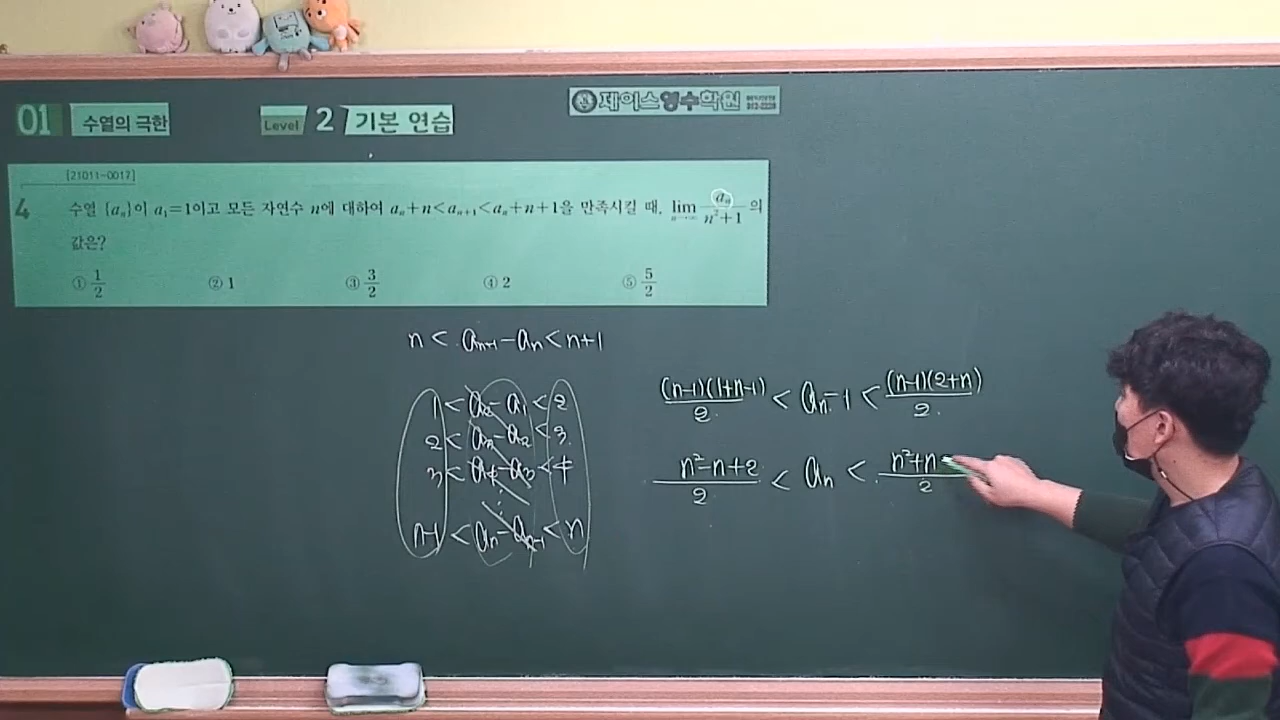 01 수열의 극한 Level 2 기본 연습 제이스영수학원
[21011-0017]
4 수열 {aₙ}이 a₁=1이고 모든 자연수 n에 대하여 aₙ+n<aₙ₊₁<aₙ+n+1을 만족시킬 때, lim n→∞ aₙ/(n²+1)의
값은?
① 1/2 ② 1 ③ 3/2 ④ 2 ⑤ 5/2
n < aₙ₊₁-aₙ < n+1
1 < a₂-a₁ < 2
2 < a₃-a₂ < 3
3 < a₄-a₃ < 4
⋮
n-1 < aₙ-aₙ₋₁ < n
(n-1)(1+n-1)/2 < aₙ-1 < (n-1)(2+n)/2
(n²-n+2)/2 < aₙ < (n²+n)/2